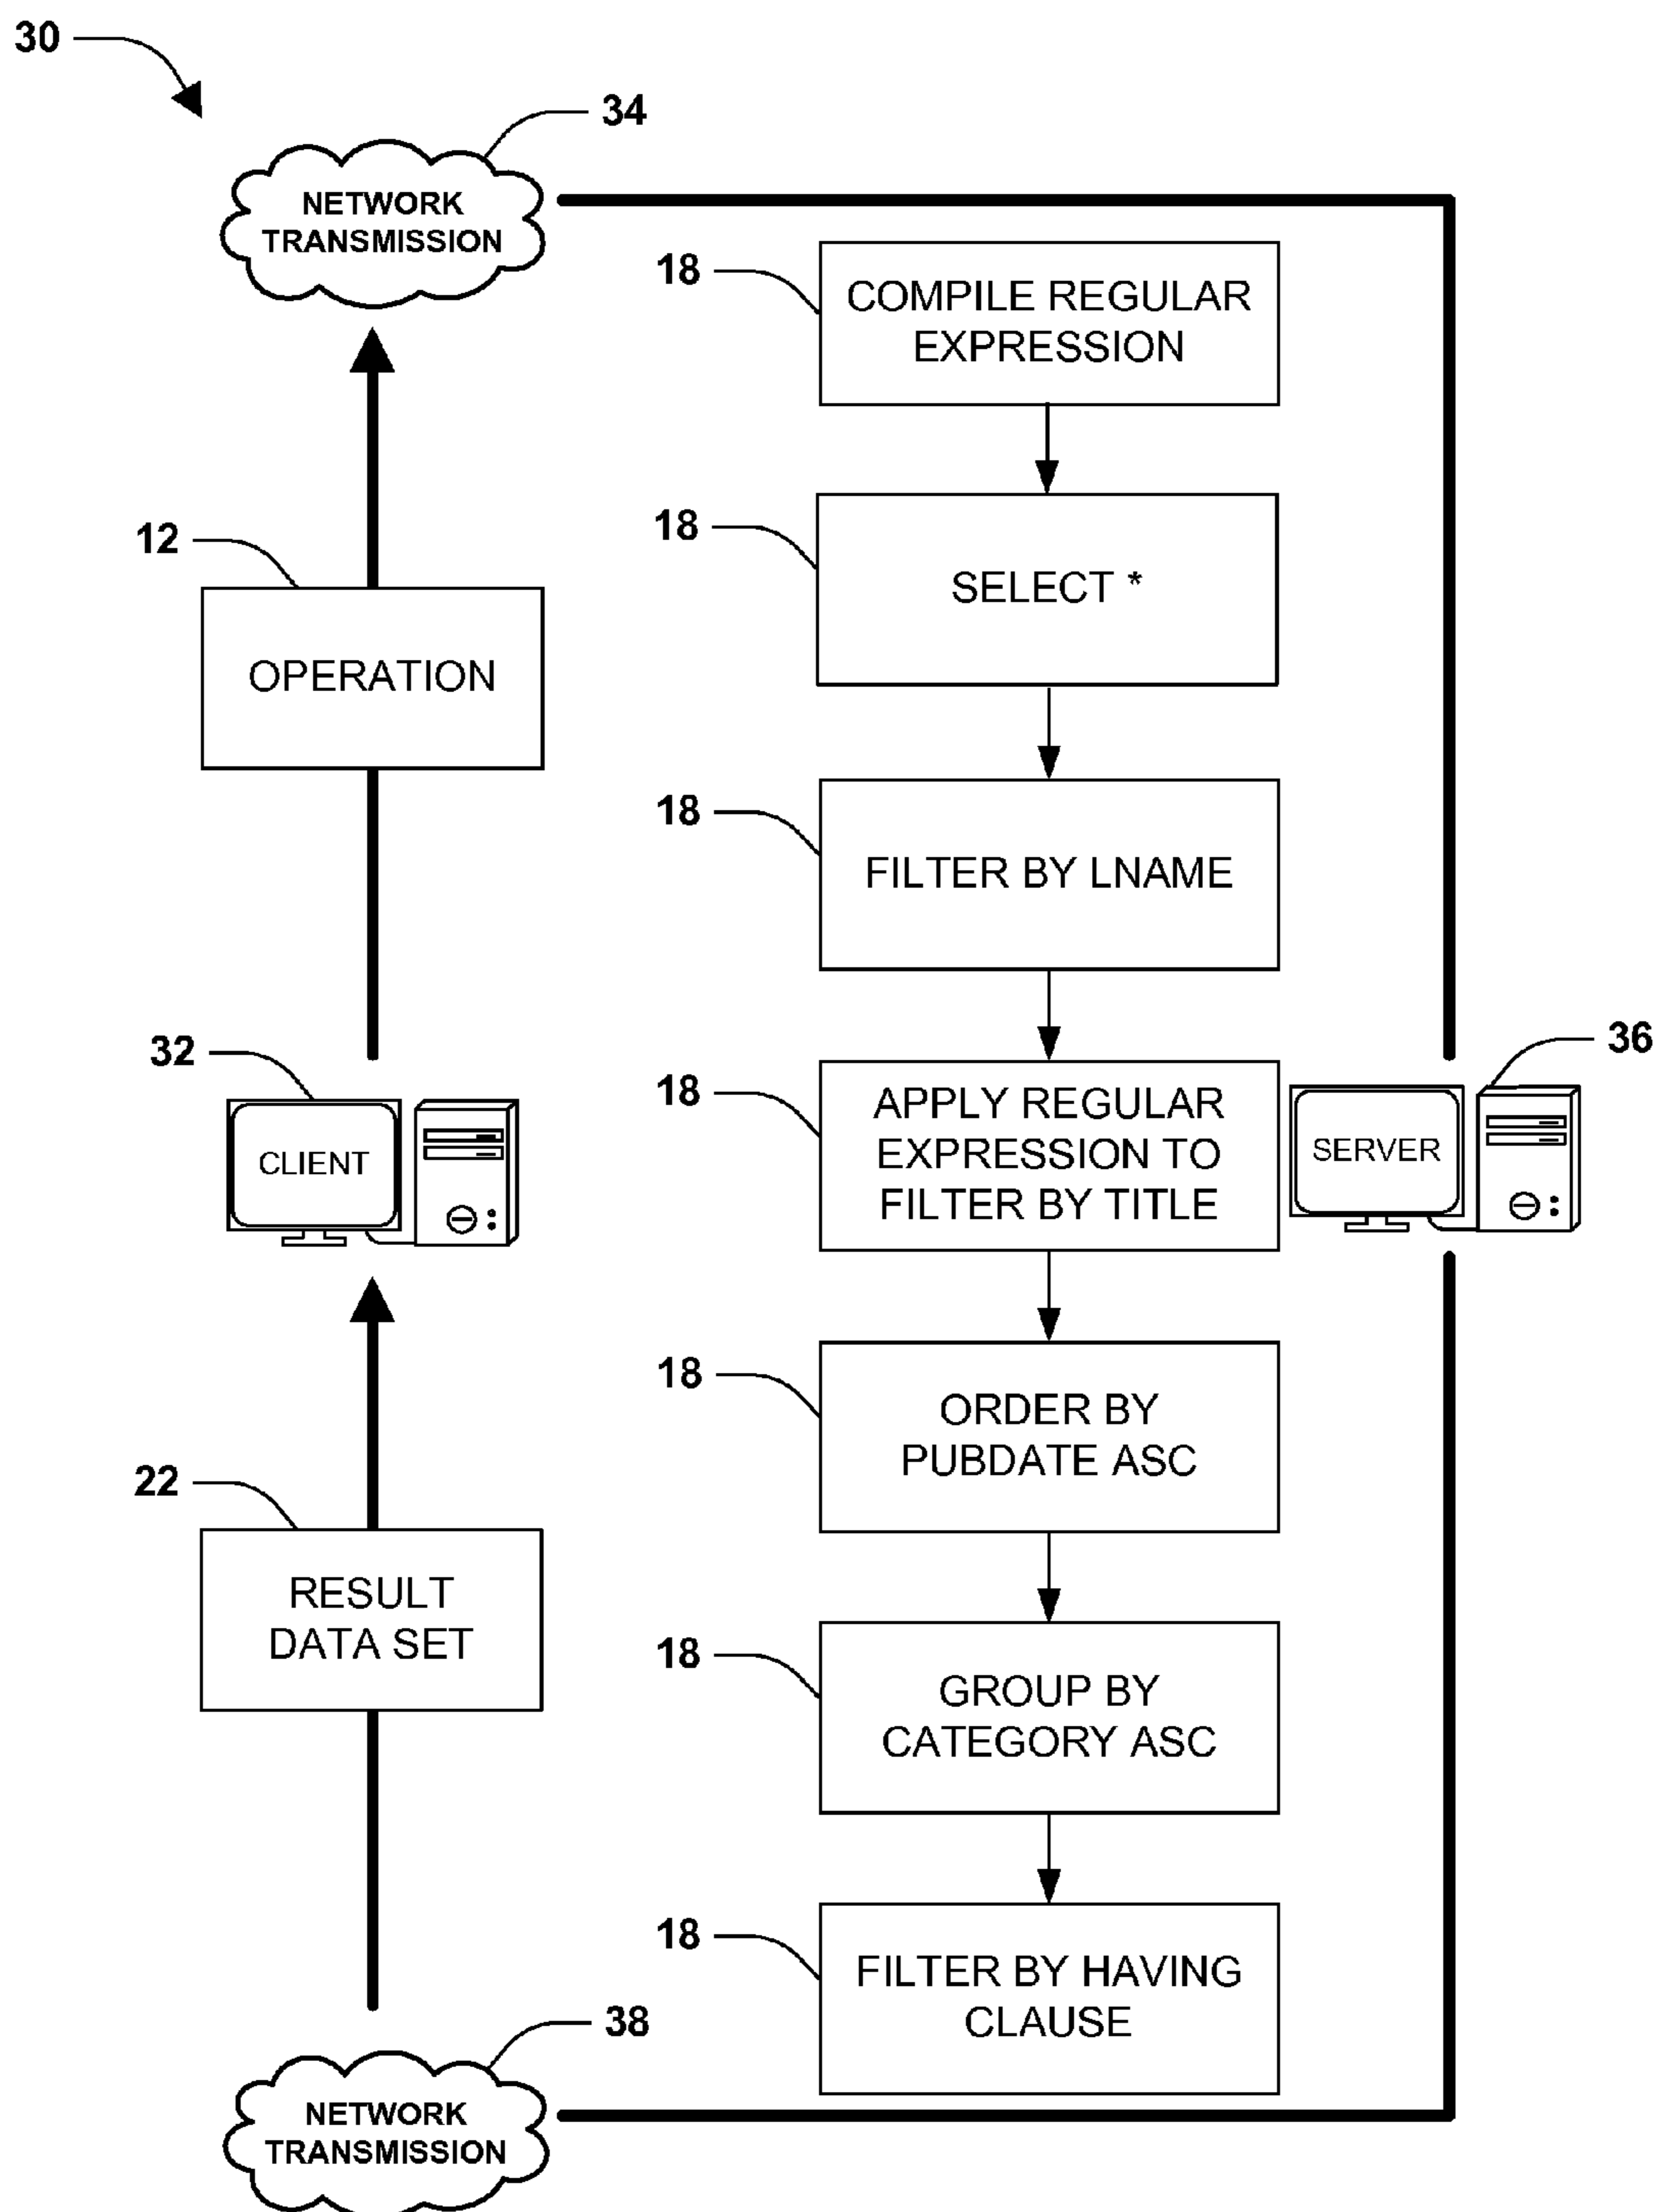 30
34
NETWORK
TRANSMISSION
18
COMPILE REGULAR
EXPRESSION
12
OPERATION
18
SELECT *
18
FILTER BY LNAME
32
CLIENT
18
APPLY REGULAR
EXPRESSION TO
FILTER BY TITLE
36
SERVER
18
ORDER BY
PUBDATE ASC
22
RESULT
DATA SET
18
GROUP BY
CATEGORY ASC
18
FILTER BY HAVING
CLAUSE
38
NETWORK
TRANSMISSION